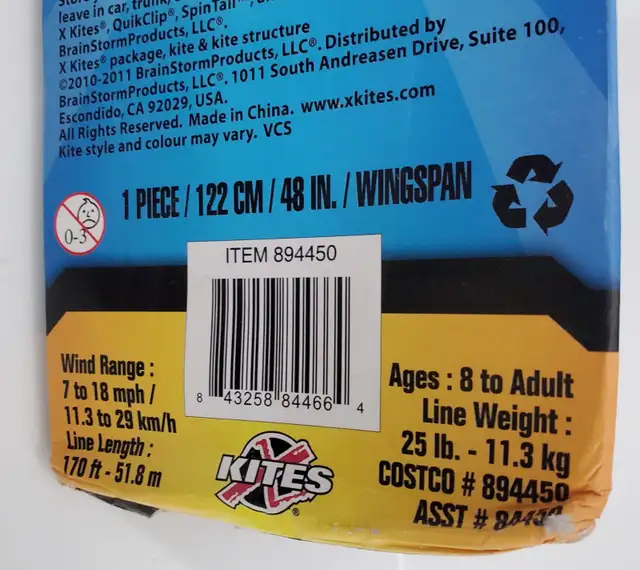 leave in car, trunk,
X Kites®, QuikClip®, SpinTail™,
BrainStormProducts, LLC®.
X Kites® package, kite & kite structure
©2010-2011 BrainStormProducts, LLC®. Distributed by
BrainStormProducts, LLC®. 1011 South Andreasen Drive, Suite 100,
Escondido, CA 92029, USA.
All Rights Reserved. Made in China. www.xkites.com
Kite style and colour may vary. VCS
0-3
1 PIECE / 122 CM / 48 IN. / WINGSPAN
ITEM 894450
8 43258 84466 4
Wind Range :
7 to 18 mph /
11.3 to 29 km/h
Line Length :
170 ft - 51.8 m
X KITES®
Ages : 8 to Adult
Line Weight :
25 lb. - 11.3 kg
COSTCO # 894450
ASST #